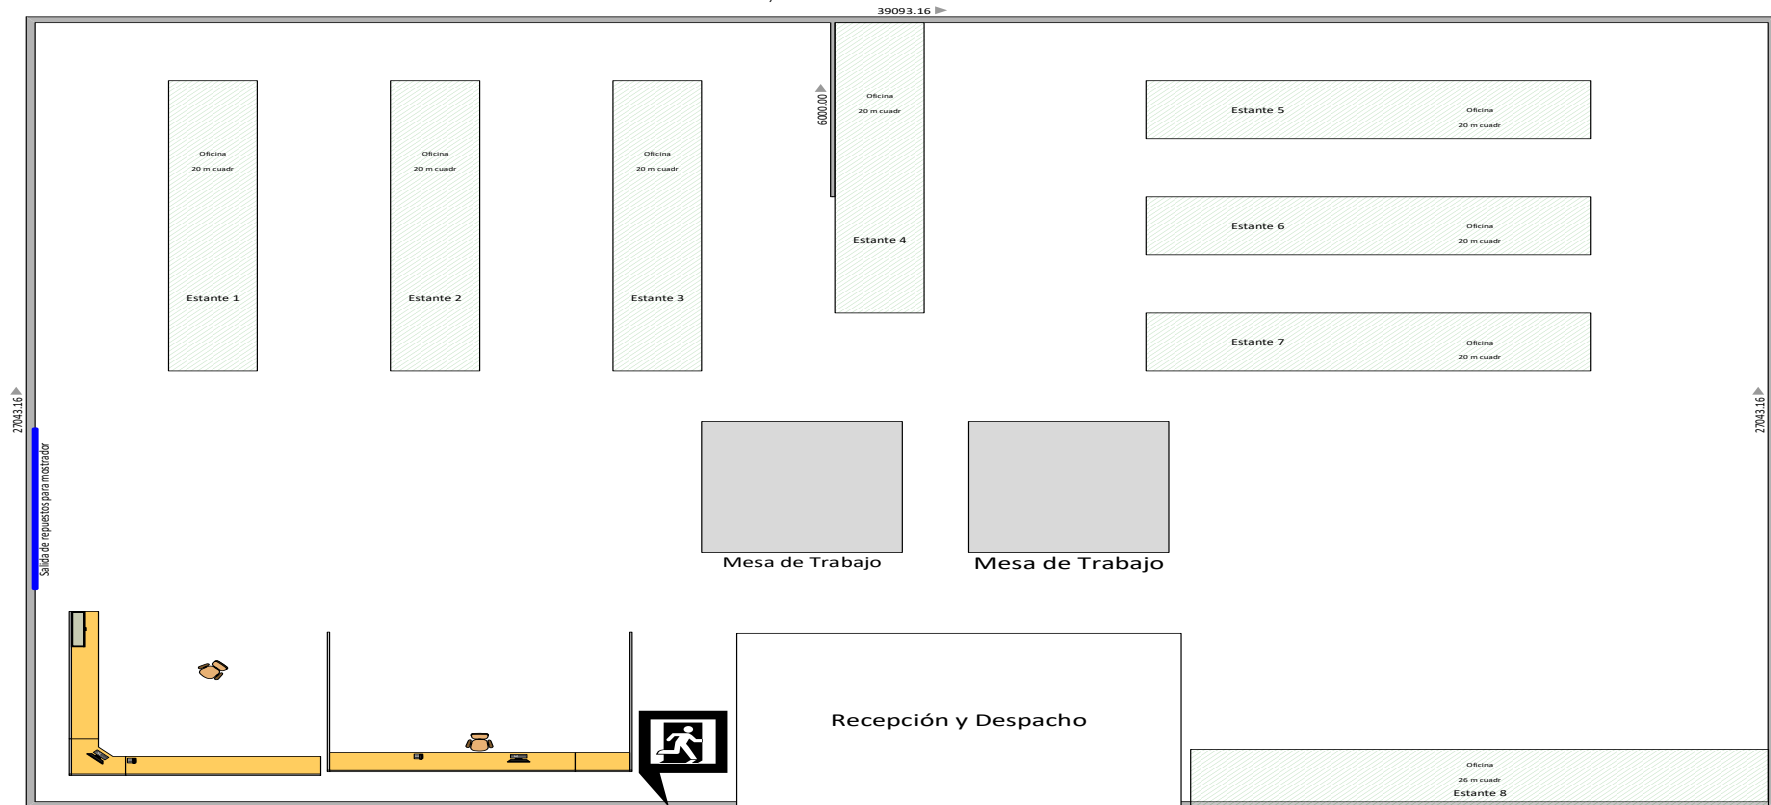 39093.16
6000.00
Oficina
20 m cuadr
Estante 1
Oficina
20 m cuadr
Estante 2
Oficina
20 m cuadr
Estante 3
Oficina
20 m cuadr
Estante 4
Estante 5
Oficina
20 m cuadr
Estante 6
Oficina
20 m cuadr
Estante 7
Oficina
20 m cuadr
27043.16
27043.16
Salida de repuestos para mostrador
Mesa de Trabajo
Mesa de Trabajo
Recepción y Despacho
Oficina
26 m cuadr
Estante 8